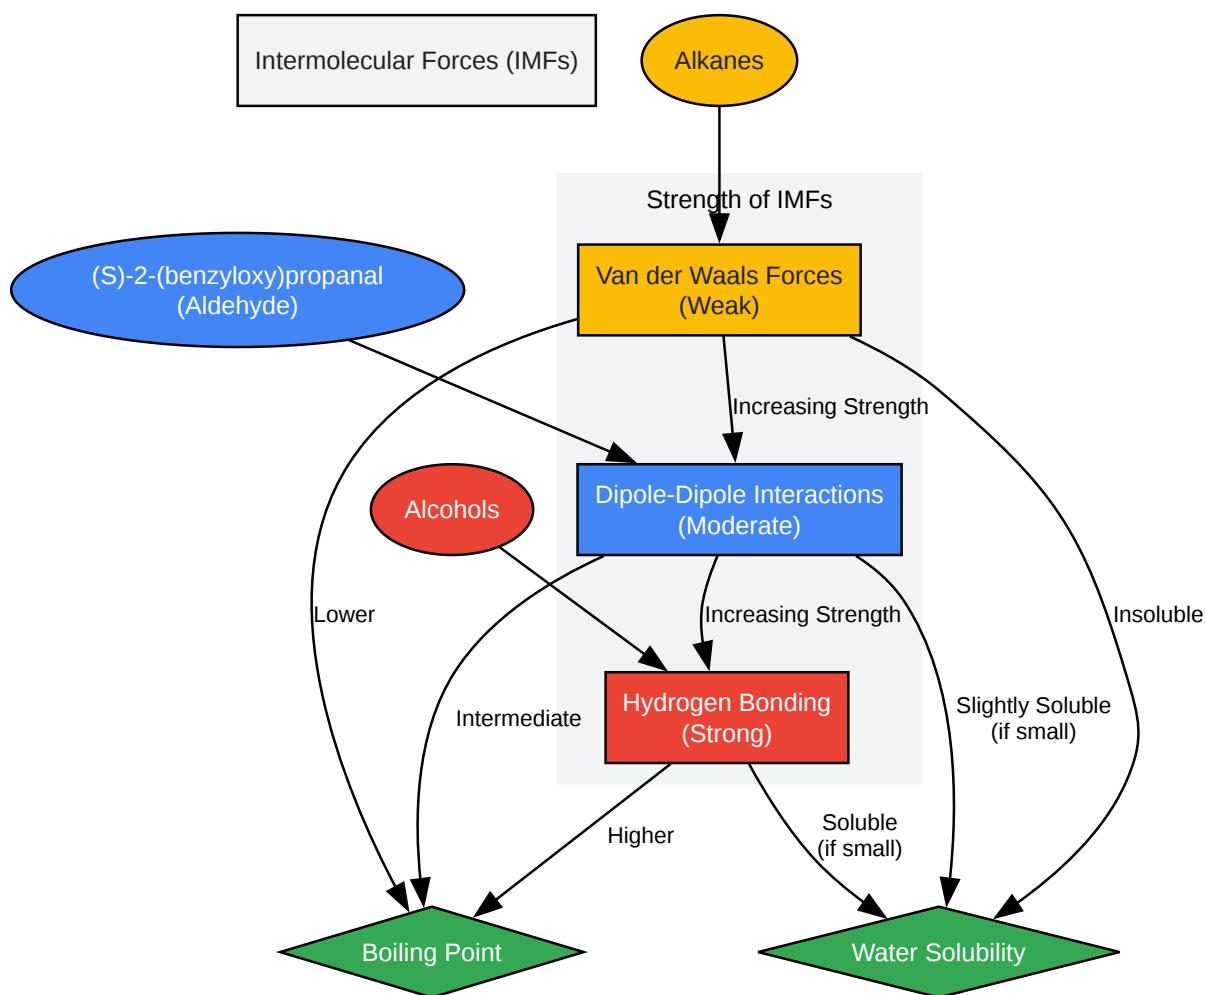 Intermolecular Forces (IMFs)
Alkanes
Strength of IMFs
(S)-2-(benzyloxy)propanal
(Aldehyde)
Van der Waals Forces
(Weak)
Increasing Strength
Alcohols
Dipole-Dipole Interactions
(Moderate)
Lower
Increasing Strength
Insoluble
Intermediate
Hydrogen Bonding
(Strong)
Slightly Soluble
(if small)
Higher
Soluble
(if small)
Boiling Point
Water Solubility